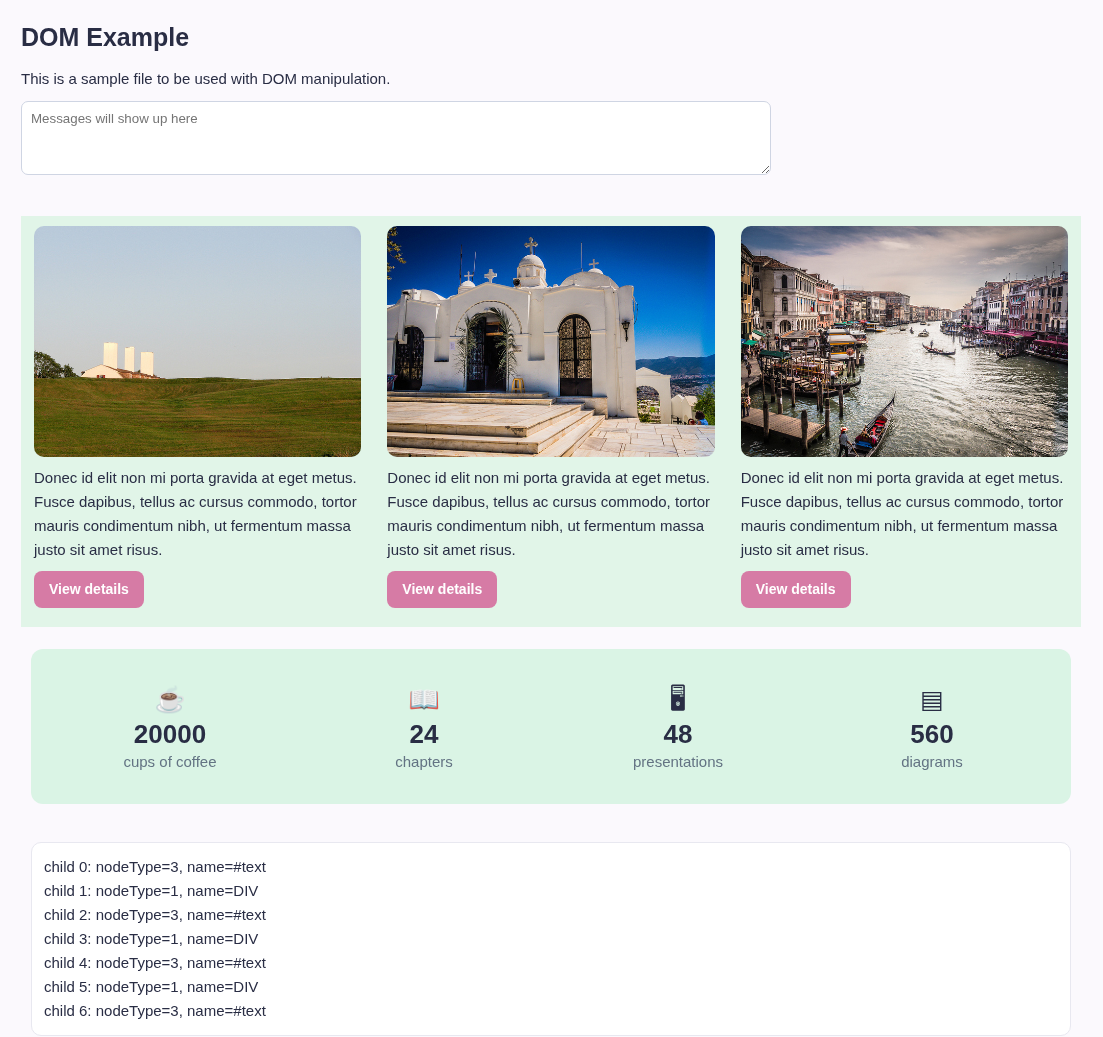 DOM Example
This is a sample file to be used with DOM manipulation.
Messages will show up here
Donec id elit non mi porta gravida at eget metus.
Fusce dapibus, tellus ac cursus commodo, tortor
mauris condimentum nibh, ut fermentum massa
justo sit amet risus.
View details
Donec id elit non mi porta gravida at eget metus.
Fusce dapibus, tellus ac cursus commodo, tortor
mauris condimentum nibh, ut fermentum massa
justo sit amet risus.
View details
Donec id elit non mi porta gravida at eget metus.
Fusce dapibus, tellus ac cursus commodo, tortor
mauris condimentum nibh, ut fermentum massa
justo sit amet risus.
View details
20000
cups of coffee
24
chapters
48
presentations
560
diagrams
child 0: nodeType=3, name=#text
child 1: nodeType=1, name=DIV
child 2: nodeType=3, name=#text
child 3: nodeType=1, name=DIV
child 4: nodeType=3, name=#text
child 5: nodeType=1, name=DIV
child 6: nodeType=3, name=#text